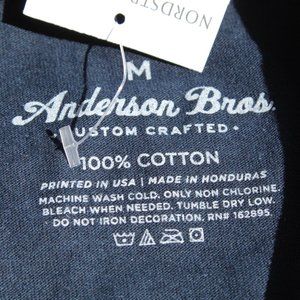 NORDSTR
M
Anderson Bros.
CUSTOM CRAFTED •
100% COTTON
PRINTED IN USA | MADE IN HONDURAS
MACHINE WASH COLD. ONLY NON CHLORINE.
BLEACH WHEN NEEDED. TUMBLE DRY LOW.
DO NOT IRON DECORATION. RN# 162895.